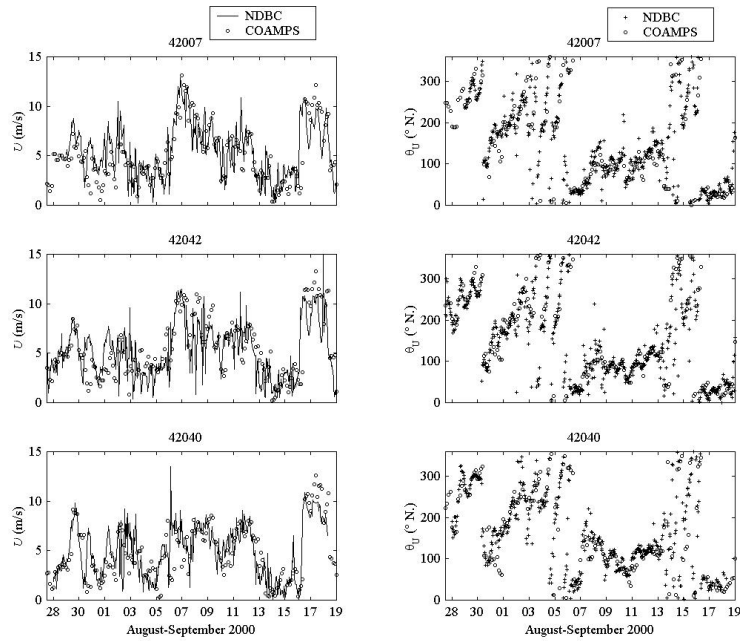 NDBC
COAMPS
NDBC
COAMPS
42007
42007
15
10
5
0
U (m/s)
300
200
100
0
θU (° N.)
42042
42042
15
10
5
0
U (m/s)
300
200
100
0
θU (° N.)
42040
42040
15
10
5
0
U (m/s)
300
200
100
0
θU (° N.)
28 30 01 03 05 07 09 11 13 15 17 19
28 30 01 03 05 07 09 11 13 15 17 19
August-September 2000
August-September 2000